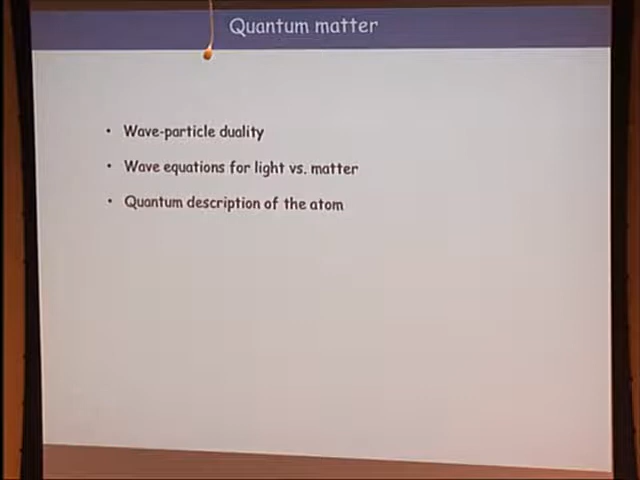 Quantum matter
• Wave-particle duality
• Wave equations for light vs. matter
• Quantum description of the atom